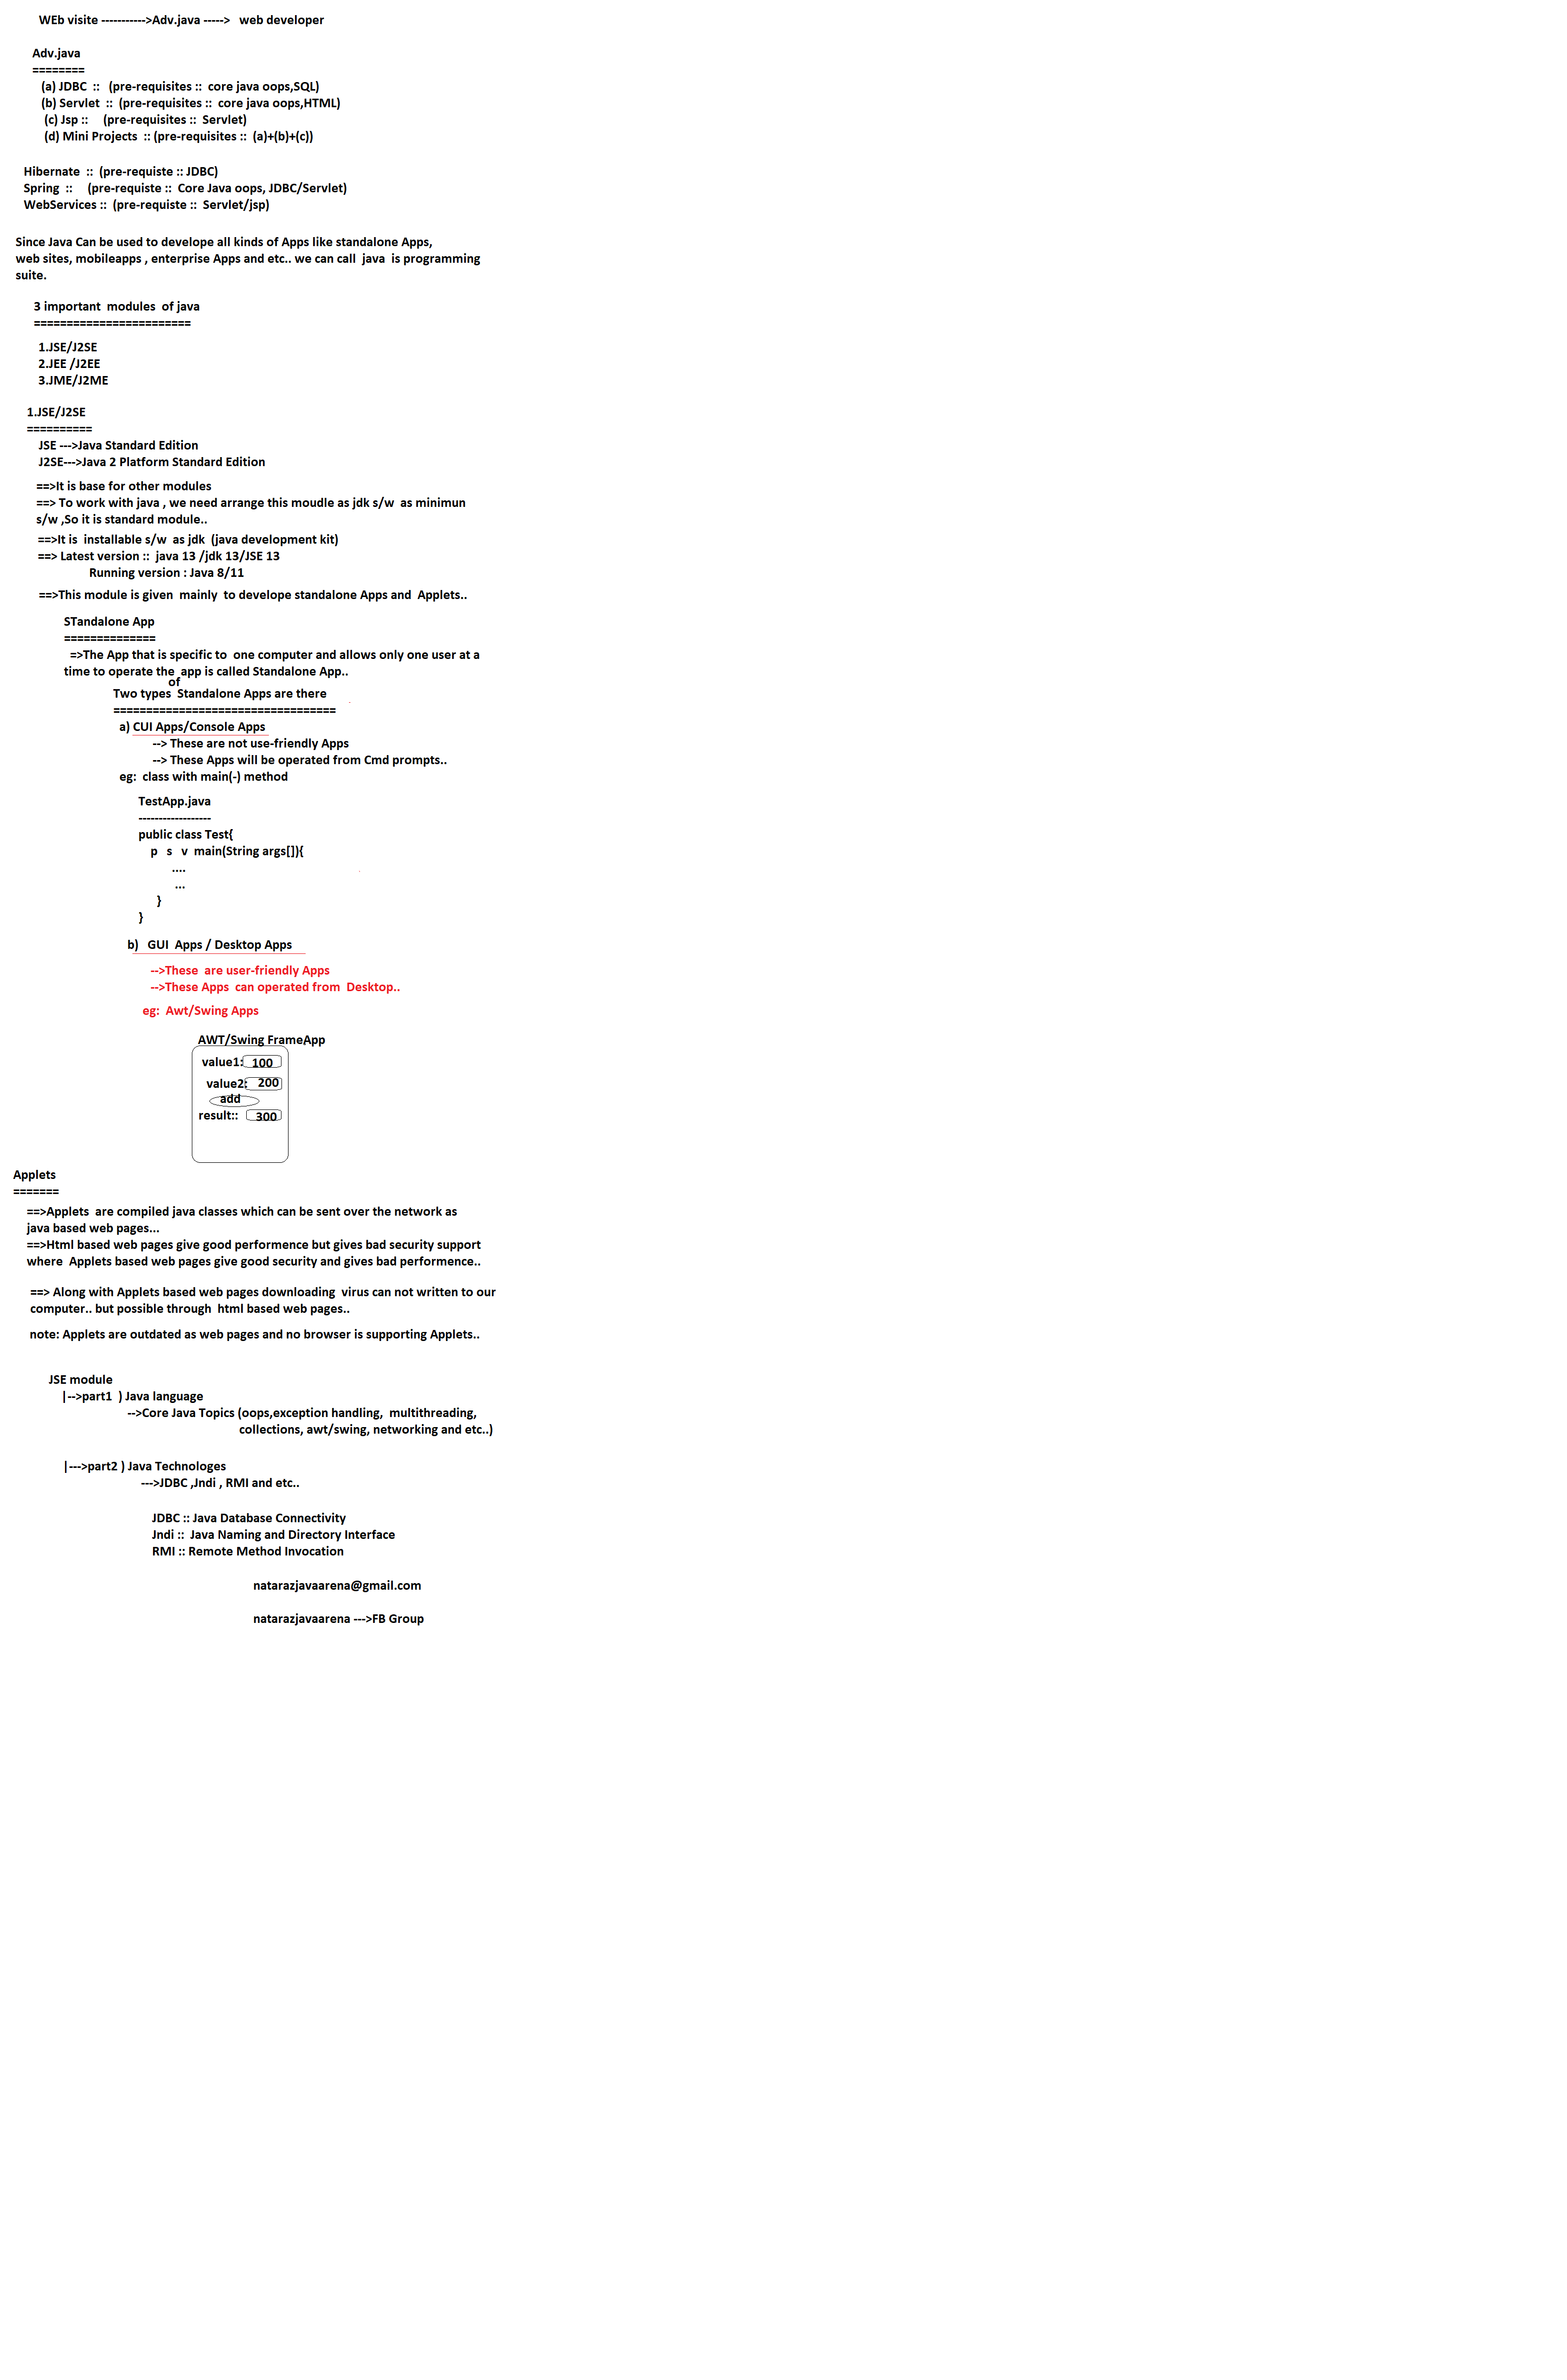 WEb visite ----------->Adv.java ----->   web developer
Adv.java
========
(a) JDBC  ::   (pre-requisites ::  core java oops,SQL)
(b) Servlet  ::  (pre-requisites ::  core java oops,HTML)
(c) Jsp ::     (pre-requisites ::  Servlet)
(d) Mini Projects  :: (pre-requisites ::  (a)+(b)+(c))
Hibernate  ::  (pre-requiste :: JDBC)
Spring  ::     (pre-requiste ::  Core Java oops, JDBC/Servlet)
WebServices ::  (pre-requiste ::  Servlet/jsp)
Since Java Can be used to develope all kinds of Apps like standalone Apps,
web sites, mobileapps , enterprise Apps and etc.. we can call  java  is programming
suite.
3 important  modules  of java
========================
1.JSE/J2SE
2.JEE /J2EE
3.JME/J2ME
1.JSE/J2SE
==========
JSE --->Java Standard Edition
J2SE--->Java 2 Platform Standard Edition
==>It is base for other modules
==> To work with java , we need arrange this moudle as jdk s/w  as minimun
s/w ,So it is standard module..
==>It is  installable s/w  as jdk  (java development kit)
==> Latest version ::  java 13 /jdk 13/JSE 13
Running version : Java 8/11
==>This module is given  mainly  to develope standalone Apps and  Applets..
STandalone App
==============
=>The App that is specific to  one computer and allows only one user at a
time to operate the  app is called Standalone App..
of
Two types  Standalone Apps are there
==================================
a) CUI Apps/Console Apps
--> These are not use-friendly Apps
--> These Apps will be operated from Cmd prompts..
eg:  class with main(-) method
TestApp.java
------------------
public class Test{
p   s   v  main(String args[]){
....
...
}
}
b)   GUI  Apps / Desktop Apps
-->These  are user-friendly Apps
-->These Apps  can operated from  Desktop..
eg:  Awt/Swing Apps
AWT/Swing FrameApp
value1: 100
value2: 200
add
result:: 300
Applets
=======
==>Applets  are compiled java classes which can be sent over the network as
java based web pages...
==>Html based web pages give good performence but gives bad security support
where  Applets based web pages give good security and gives bad performence..
==> Along with Applets based web pages downloading  virus can not written to our
computer.. but possible through  html based web pages..
note: Applets are outdated as web pages and no browser is supporting Applets..
JSE module
|-->part1  ) Java language
-->Core Java Topics (oops,exception handling,  multithreading,
collections, awt/swing, networking and etc..)
|--->part2 ) Java Technologes
--->JDBC ,Jndi , RMI and etc..
JDBC :: Java Database Connectivity
Jndi ::  Java Naming and Directory Interface
RMI :: Remote Method Invocation
natarazjavaarena@gmail.com
natarazjavaarena --->FB Group